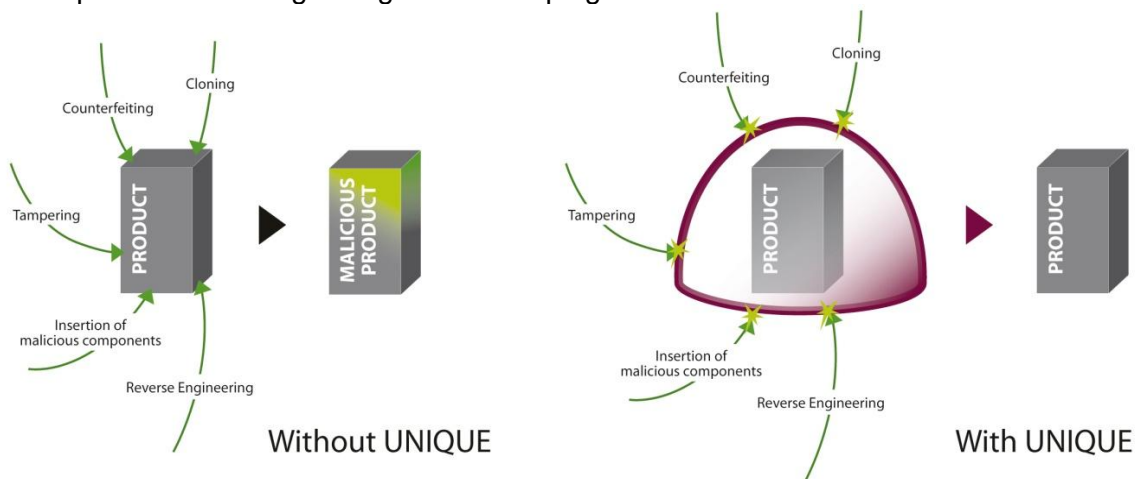 Cloning
Counterfeiting
PRODUCT
Tampering
Insertion of
malicious components
Reverse Engineering
MALICIOUS
PRODUCT
Without UNIQUE
Cloning
Counterfeiting
Tampering
PRODUCT
Insertion of
malicious components
Reverse Engineering
PRODUCT
With UNIQUE